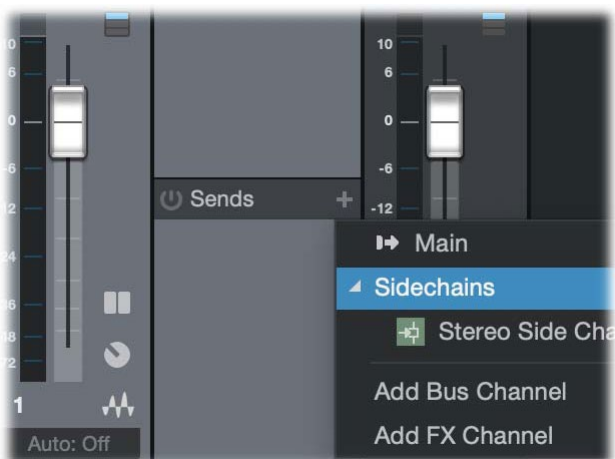 10
6
0
-6
12
24
36
48
72
1
Auto: Off
Sends
+
10
6
0
-6
-12
Main
Sidechains
Stereo Side Cha
Add Bus Channel
Add FX Channel